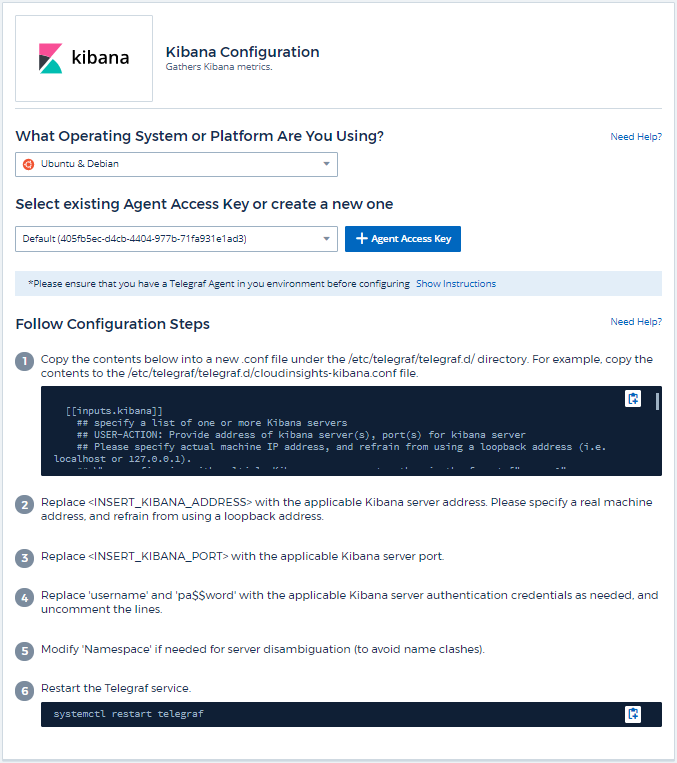 kibana
Kibana Configuration
Gathers Kibana metrics.
What Operating System or Platform Are You Using?
Need Help?
Ubuntu & Debian
Select existing Agent Access Key or create a new one
Default (405fb5ec-d4cb-4404-977b-71fa931e1ad3)
+ Agent Access Key
*Please ensure that you have a Telegraf Agent in you environment before configuring Show Instructions
Follow Configuration Steps
Need Help?
1 Copy the contents below into a new .conf file under the /etc/telegraf/telegraf.d/ directory. For example, copy the
contents to the /etc/telegraf/telegraf.d/cloudinsights-kibana.conf file.
[[inputs.kibana]]
## specify a list of one or more Kibana servers
## USER-ACTION: Provide address of kibana server(s), port(s) for kibana server
## Please specify actual machine IP address, and refrain from using a loopback address (i.e.
localhost or 127.0.0.1).
2 Replace <INSERT_KIBANA_ADDRESS> with the applicable Kibana server address. Please specify a real machine
address, and refrain from using a loopback address.
3 Replace <INSERT_KIBANA_PORT> with the applicable Kibana server port.
4 Replace 'username' and 'pa$$word' with the applicable Kibana server authentication credentials as needed, and
uncomment the lines.
5 Modify 'Namespace' if needed for server disambiguation (to avoid name clashes).
6 Restart the Telegraf service.
systemctl restart telegraf